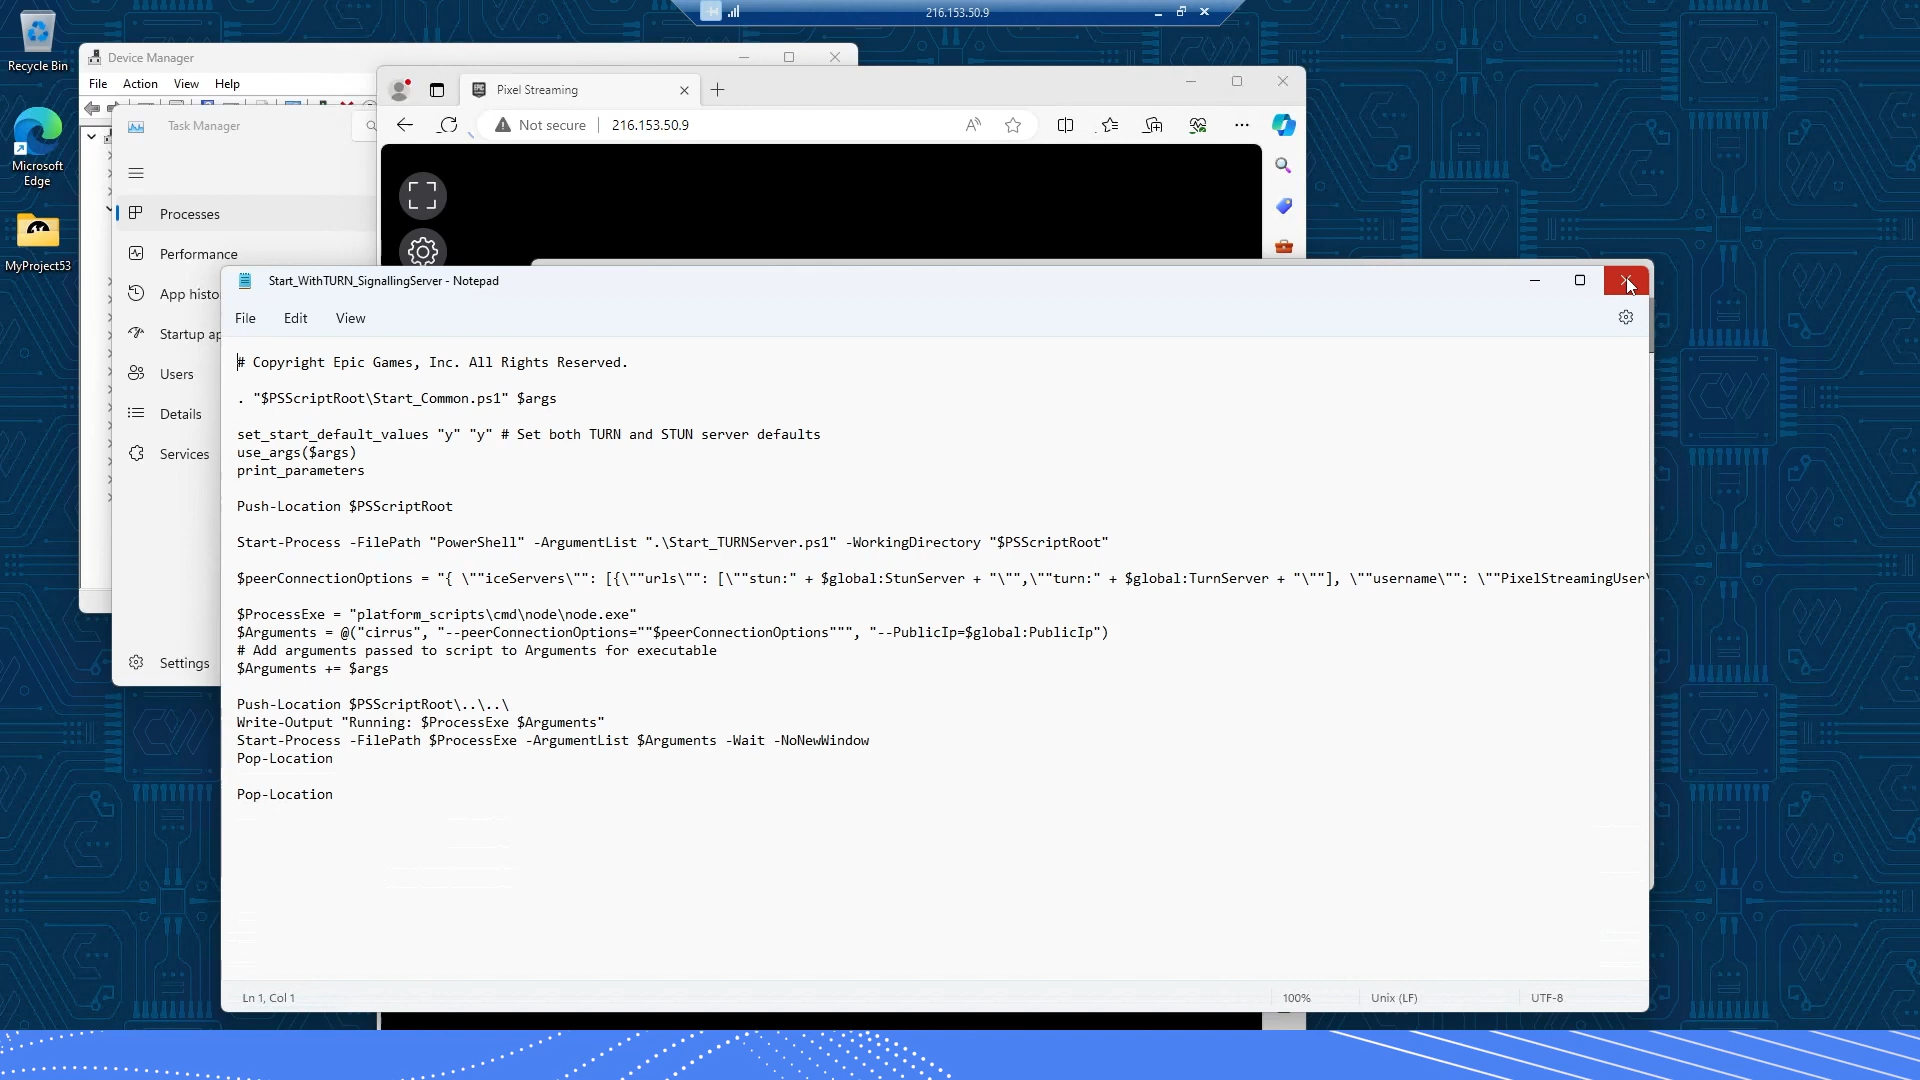 216.153.50.9
Recycle Bin
Device Manager
File Action View Help
Pixel Streaming
Not secure 216.153.50.9
Task Manager
Microsoft
Edge
Processes
MyProject53
Performance
App histo
Startup ap
Users
Details
Services
Settings
Start_WithTURN_SignallingServer - Notepad
File Edit View
# Copyright Epic Games, Inc. All Rights Reserved.
. "$PSScriptRoot\Start_Common.ps1" $args
set_start_default_values "y" "y" # Set both TURN and STUN server defaults
use_args($args)
print_parameters
Push-Location $PSScriptRoot
Start-Process -FilePath "PowerShell" -ArgumentList ".\Start_TURNServer.ps1" -WorkingDirectory "$PSScriptRoot"
$peerConnectionOptions = "{ \""iceServers\"": [{\""urls\"": [\""stun:" + $global:StunServer + "\"",\""turn:" + $global:TurnServer + "\""], \""username\"": \""PixelStreamingUser\
$ProcessExe = "platform_scripts\cmd\node\node.exe"
$Arguments = @("cirrus", "--peerConnectionOptions=""$peerConnectionOptions""", "--PublicIp=$global:PublicIp")
# Add arguments passed to script to Arguments for executable
$Arguments += $args
Push-Location $PSScriptRoot\..\..\
Write-Output "Running: $ProcessExe $Arguments"
Start-Process -FilePath $ProcessExe -ArgumentList $Arguments -Wait -NoNewWindow
Pop-Location
Pop-Location
Ln 1, Col 1 100% Unix (LF) UTF-8